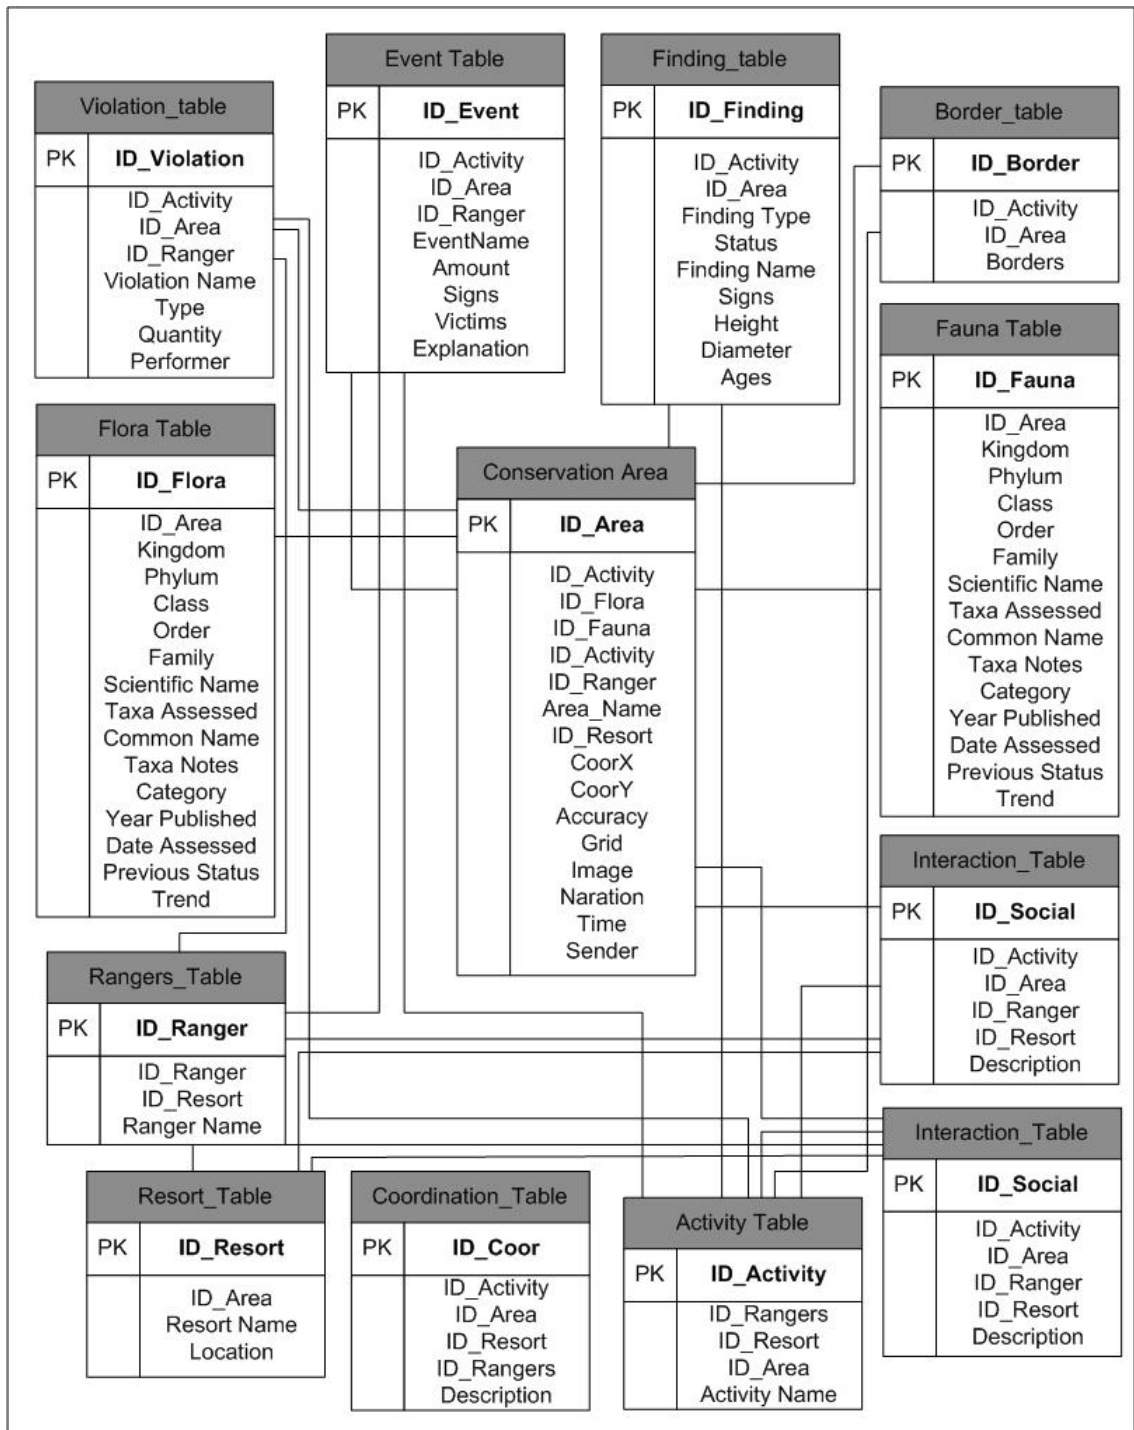 Violation_table
PK ID_Violation
ID_Activity
ID_Area
ID_Ranger
Violation Name
Type
Quantity
Performer
Event Table
PK ID_Event
ID_Activity
ID_Area
ID_Ranger
EventName
Amount
Signs
Victims
Explanation
Finding_table
PK ID_Finding
ID_Activity
ID_Area
Finding Type
Status
Finding Name
Signs
Height
Diameter
Ages
Border_table
PK ID_Border
ID_Activity
ID_Area
Borders
Flora Table
PK ID_Flora
ID_Area
Kingdom
Phylum
Class
Order
Family
Scientific Name
Taxa Assessed
Common Name
Taxa Notes
Category
Year Published
Date Assessed
Previous Status
Trend
Conservation Area
PK ID_Area
ID_Activity
ID_Flora
ID_Fauna
ID_Activity
ID_Ranger
Area_Name
ID_Resort
CoorX
CoorY
Accuracy
Grid
Image
Naration
Time
Sender
Fauna Table
PK ID_Fauna
ID_Area
Kingdom
Phylum
Class
Order
Family
Scientific Name
Taxa Assessed
Common Name
Taxa Notes
Category
Year Published
Date Assessed
Previous Status
Trend
Interaction_Table
PK ID_Social
ID_Activity
ID_Area
ID_Ranger
ID_Resort
Description
Rangers_Table
PK ID_Ranger
ID_Ranger
ID_Resort
Ranger Name
Resort_Table
PK ID_Resort
ID_Area
Resort Name
Location
Coordination_Table
PK ID_Coor
ID_Activity
ID_Area
ID_Resort
ID_Rangers
Description
Activity Table
PK ID_Activity
ID_Rangers
ID_Resort
ID_Area
Activity Name
Interaction_Table
PK ID_Social
ID_Activity
ID_Area
ID_Ranger
ID_Resort
Description